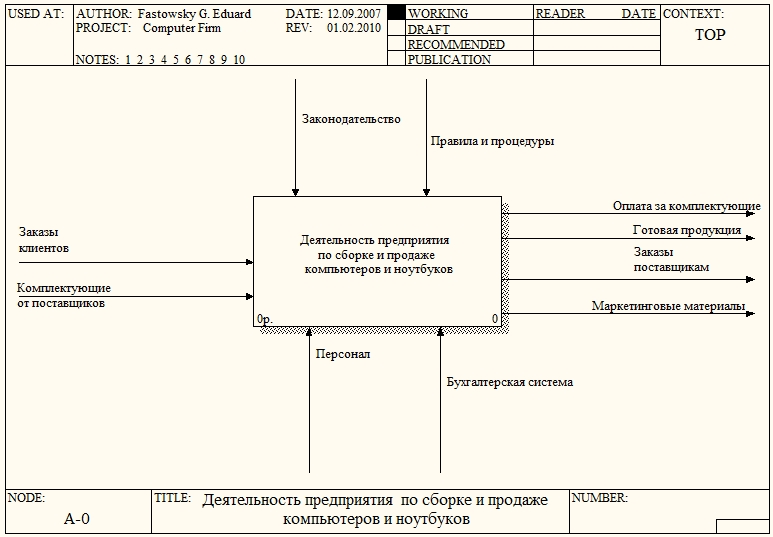 USED AT:
AUTHOR: Fastowsky G. Eduard
DATE: 12.09.2007
PROJECT: Computer Firm
REV: 01.02.2010
NOTES: 1 2 3 4 5 6 7 8 9 10
WORKING
DRAFT
RECOMMENDED
PUBLICATION
READER DATE
CONTEXT:
TOP
Законодательство
Правила и процедуры
Заказы
клиентов
Комплектующие
от поставщиков
Деятельность предприятия
по сборке и продаже
компьютеров и ноутбуков
0р. 0
Оплата за комплектующие
Готовая продукция
Заказы
поставщикам
Маркетинговые материалы
Персонал
Бухгалтерская система
NODE:
A-0
TITLE: Деятельность предприятия по сборке и продаже
компьютеров и ноутбуков
NUMBER: